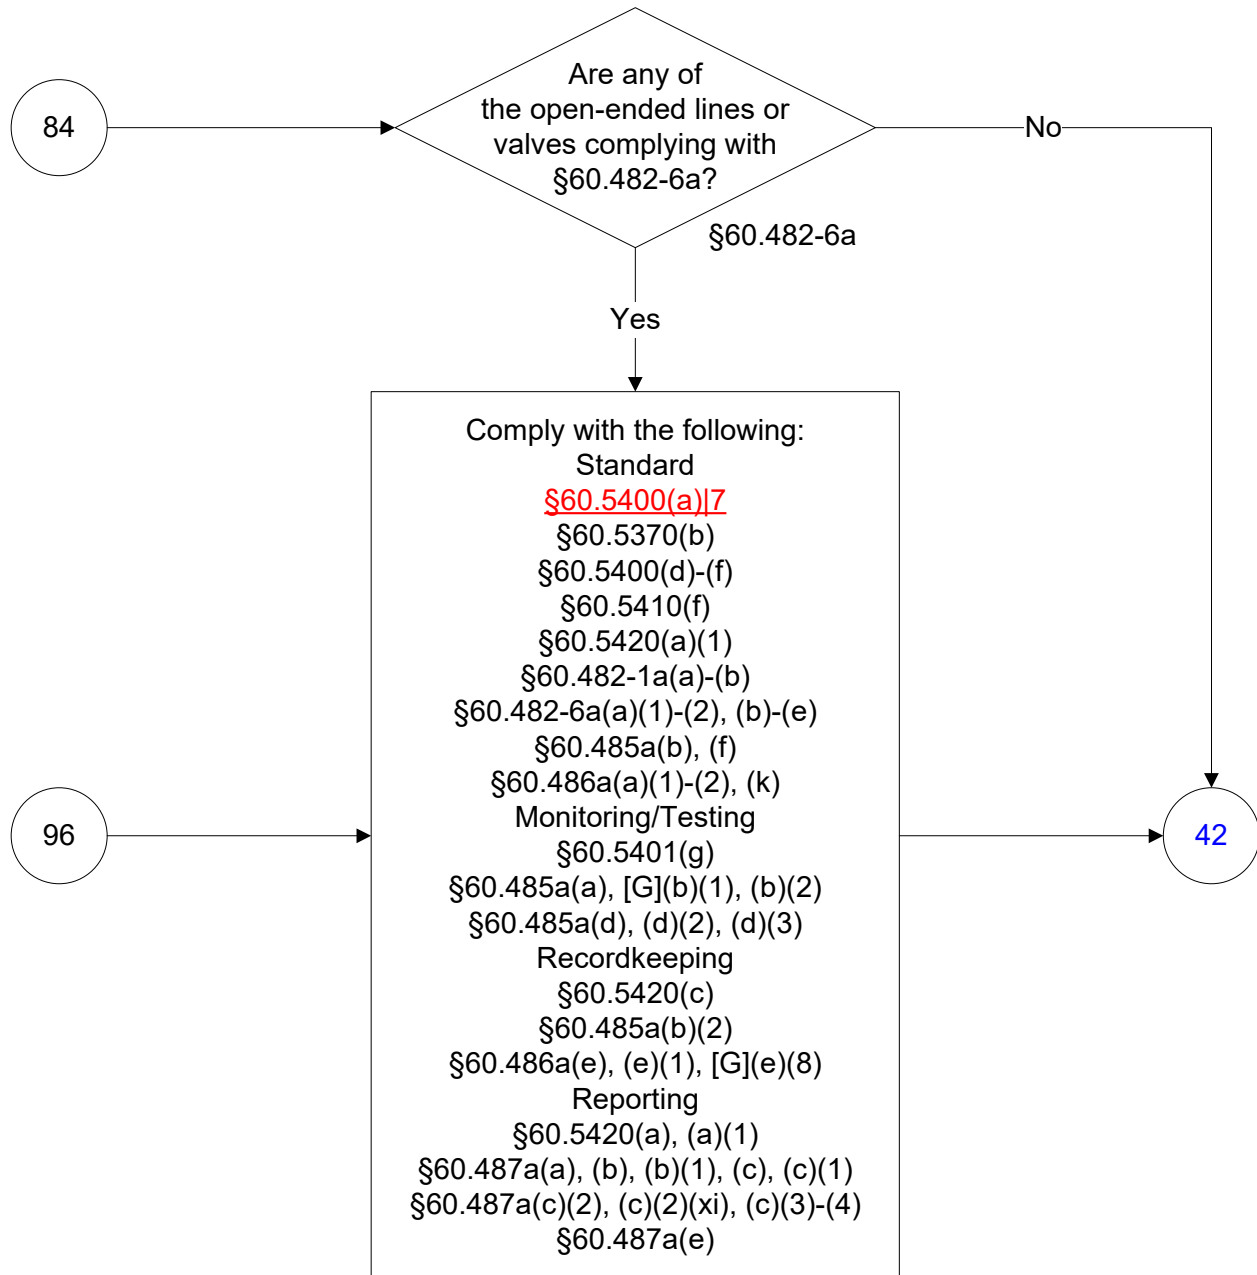 84
Are any of
the open-ended lines or
valves complying with
§60.482-6a?
No
§60.482-6a
Yes
Comply with the following:
Standard
§60.5400(a)|7
§60.5370(b)
§60.5400(d)-(f)
§60.5410(f)
§60.5420(a)(1)
§60.482-1a(a)-(b)
§60.482-6a(a)(1)-(2), (b)-(e)
§60.485a(b), (f)
§60.486a(a)(1)-(2), (k)
Monitoring/Testing
§60.5401(g)
§60.485a(a), [G](b)(1), (b)(2)
§60.485a(d), (d)(2), (d)(3)
Recordkeeping
§60.5420(c)
§60.485a(b)(2)
§60.486a(e), (e)(1), [G](e)(8)
Reporting
§60.5420(a), (a)(1)
§60.487a(a), (b), (b)(1), (c), (c)(1)
§60.487a(c)(2), (c)(2)(xi), (c)(3)-(4)
§60.487a(e)
96
42